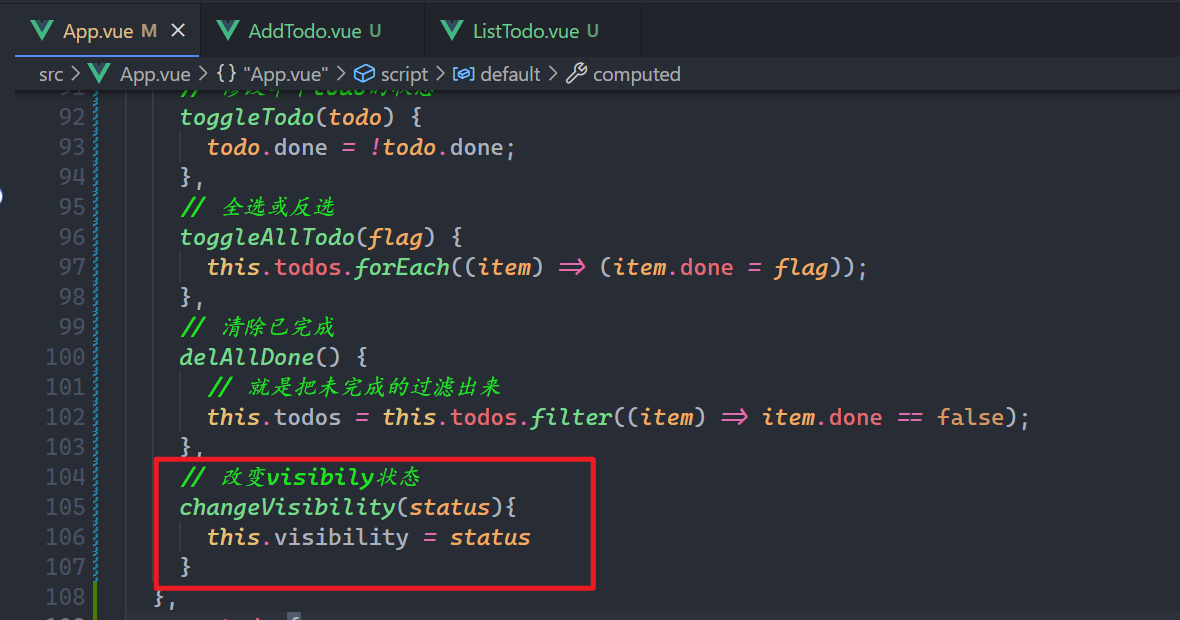 App.vue M
AddTodo.vue U
ListTodo.vue U
src > App.vue > {} "App.vue" > script > default > computed
92 toggleTodo(todo) {
93 todo.done = !todo.done;
94 },
95 // 全选或反选
96 toggleAllTodo(flag) {
97 this.todos.forEach((item) => (item.done = flag));
98 },
99 // 清除已完成
100 delAllDone() {
101 // 就是把未完成的过滤出来
102 this.todos = this.todos.filter((item) => item.done == false);
103 },
104 // 改变visibily状态
105 changeVisibility(status){
106 this.visibility = status
107 }
108 },